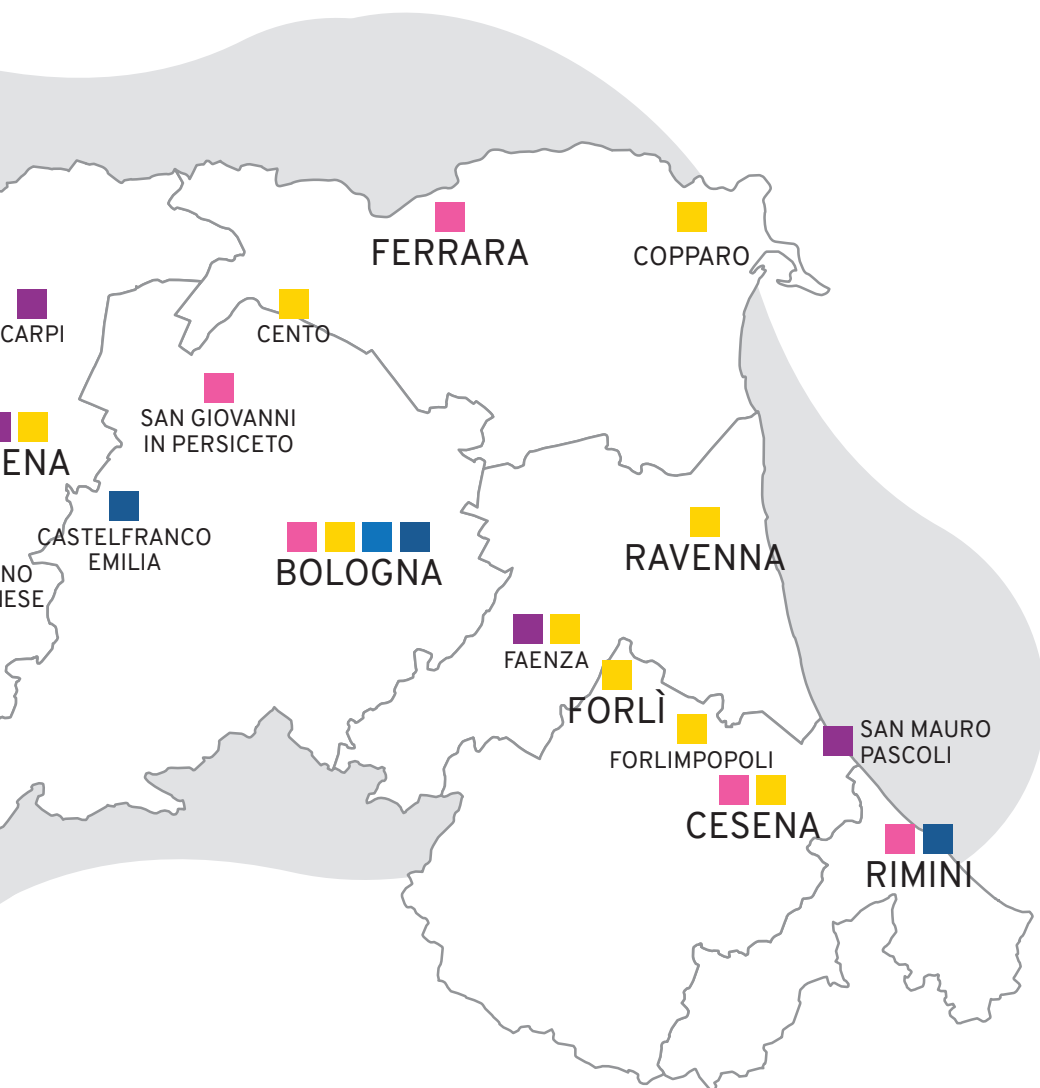 FERRARA
COPPARO
CARPI
CENTO
SAN GIOVANNI
IN PERSICETO
ENA
CASTELFRANCO
EMILIA
BOLOGNA
RAVENNA
NO
IESE
FAENZA
FORLÌ
FORLIMPOPOLI
SAN MAURO
PASCOLI
CESENA
RIMINI